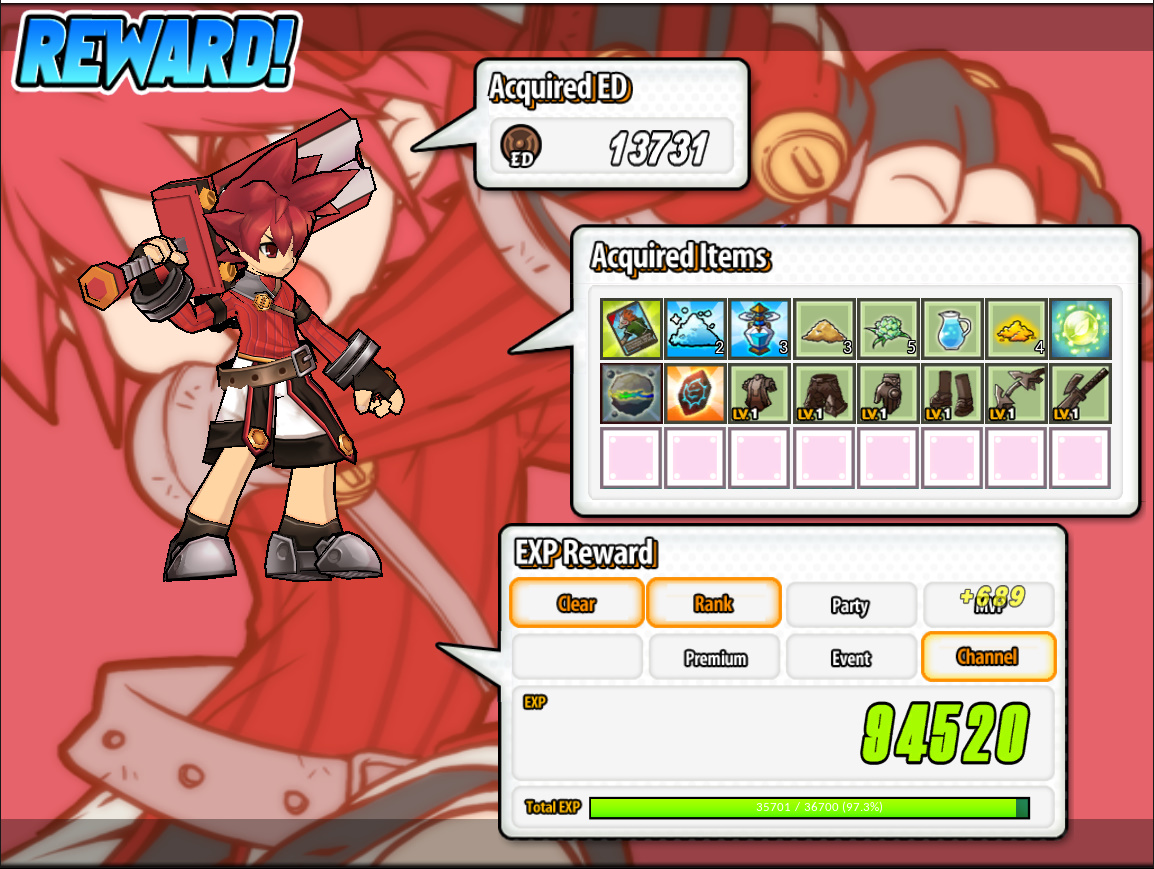 REWARD!
Acquired ED
ED 13731
Acquired Items
2 3 3 5 4
LV.1 LV.1 LV.1 LV.1 LV.1 LV.1
EXP Reward
Clear Rank Party +689
Premium Event Channel
EXP
94520
Total EXP 35701 / 36700 (97.3%)